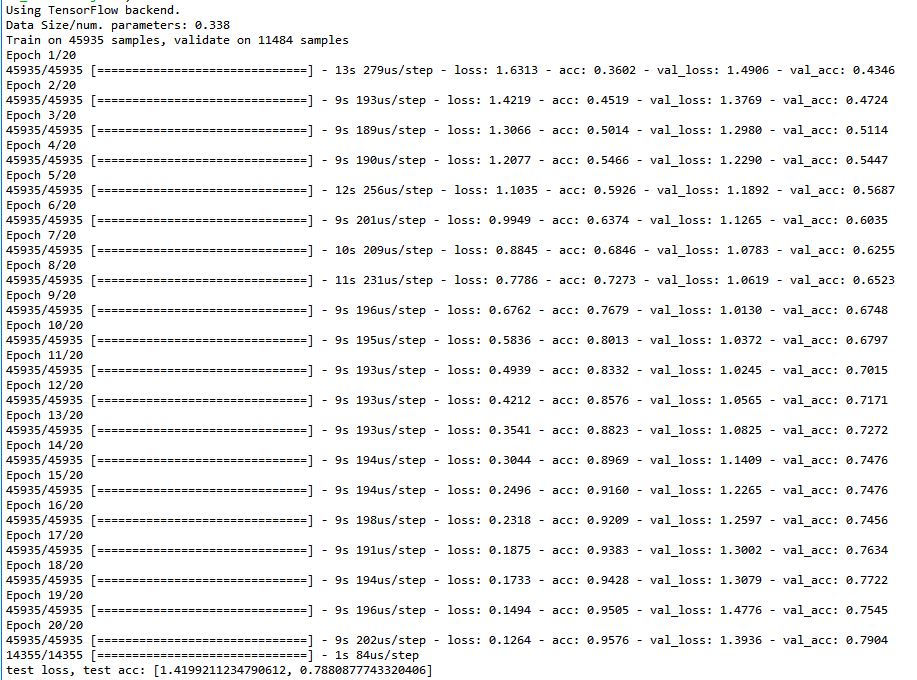 Using TensorFlow backend.
Data Size/num. parameters: 0.338
Train on 45935 samples, validate on 11484 samples
Epoch 1/20
45935/45935 [==============================] - 13s 279us/step - loss: 1.6313 - acc: 0.3602 - val_loss: 1.4906 - val_acc: 0.4346
Epoch 2/20
45935/45935 [==============================] - 9s 193us/step - loss: 1.4219 - acc: 0.4519 - val_loss: 1.3769 - val_acc: 0.4724
Epoch 3/20
45935/45935 [==============================] - 9s 189us/step - loss: 1.3066 - acc: 0.5014 - val_loss: 1.2980 - val_acc: 0.5114
Epoch 4/20
45935/45935 [==============================] - 9s 190us/step - loss: 1.2077 - acc: 0.5466 - val_loss: 1.2290 - val_acc: 0.5447
Epoch 5/20
45935/45935 [==============================] - 12s 256us/step - loss: 1.1035 - acc: 0.5926 - val_loss: 1.1892 - val_acc: 0.5687
Epoch 6/20
45935/45935 [==============================] - 9s 201us/step - loss: 0.9949 - acc: 0.6374 - val_loss: 1.1265 - val_acc: 0.6035
Epoch 7/20
45935/45935 [==============================] - 10s 209us/step - loss: 0.8845 - acc: 0.6846 - val_loss: 1.0783 - val_acc: 0.6255
Epoch 8/20
45935/45935 [==============================] - 11s 231us/step - loss: 0.7786 - acc: 0.7273 - val_loss: 1.0619 - val_acc: 0.6523
Epoch 9/20
45935/45935 [==============================] - 9s 196us/step - loss: 0.6762 - acc: 0.7679 - val_loss: 1.0130 - val_acc: 0.6748
Epoch 10/20
45935/45935 [==============================] - 9s 195us/step - loss: 0.5836 - acc: 0.8013 - val_loss: 1.0372 - val_acc: 0.6797
Epoch 11/20
45935/45935 [==============================] - 9s 193us/step - loss: 0.4939 - acc: 0.8332 - val_loss: 1.0245 - val_acc: 0.7015
Epoch 12/20
45935/45935 [==============================] - 9s 193us/step - loss: 0.4212 - acc: 0.8576 - val_loss: 1.0565 - val_acc: 0.7171
Epoch 13/20
45935/45935 [==============================] - 9s 193us/step - loss: 0.3541 - acc: 0.8823 - val_loss: 1.0825 - val_acc: 0.7272
Epoch 14/20
45935/45935 [==============================] - 9s 194us/step - loss: 0.3044 - acc: 0.8969 - val_loss: 1.1409 - val_acc: 0.7476
Epoch 15/20
45935/45935 [==============================] - 9s 194us/step - loss: 0.2496 - acc: 0.9160 - val_loss: 1.2265 - val_acc: 0.7476
Epoch 16/20
45935/45935 [==============================] - 9s 198us/step - loss: 0.2318 - acc: 0.9209 - val_loss: 1.2597 - val_acc: 0.7456
Epoch 17/20
45935/45935 [==============================] - 9s 191us/step - loss: 0.1875 - acc: 0.9383 - val_loss: 1.3002 - val_acc: 0.7634
Epoch 18/20
45935/45935 [==============================] - 9s 194us/step - loss: 0.1733 - acc: 0.9428 - val_loss: 1.3079 - val_acc: 0.7722
Epoch 19/20
45935/45935 [==============================] - 9s 196us/step - loss: 0.1494 - acc: 0.9505 - val_loss: 1.4776 - val_acc: 0.7545
Epoch 20/20
45935/45935 [==============================] - 9s 202us/step - loss: 0.1264 - acc: 0.9576 - val_loss: 1.3936 - val_acc: 0.7904
14355/14355 [==============================] - 1s 84us/step
test loss, test acc: [1.4199211234790612, 0.7880877743320406]